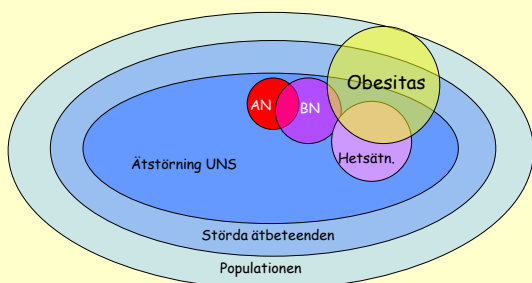 Obesitas
AN
BN
Hetsätn.
Ätstörning UNS
Störda ätbeteenden
Populationen